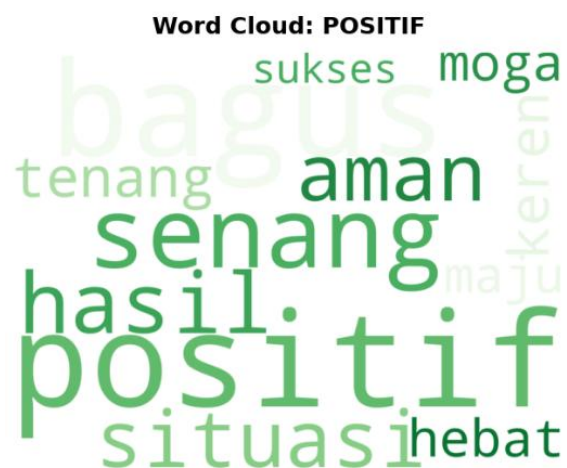 Word Cloud: POSITIF
sukses
moga
bagus
tenang
aman
keren
senang
maju
hasil
positif
situasi
hebat